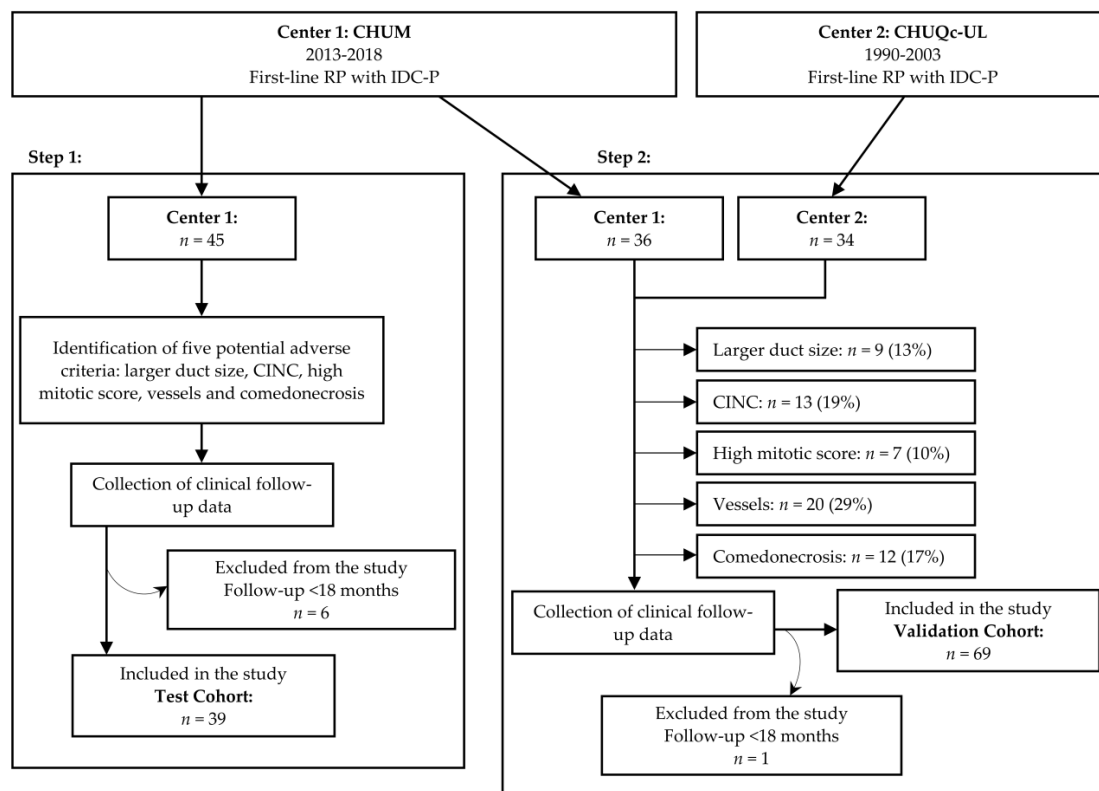 Center 1: CHUM
2013-2018
First-line RP with IDC-P
Center 2: CHUQc-UL
1990-2003
First-line RP with IDC-P
Step 1:
Center 1:
n = 45
Identification of five potential adverse
criteria: larger duct size, CINC, high
mitotic score, vessels and comedonecrosis
Collection of clinical follow-
up data
Excluded from the study
Follow-up <18 months
n = 6
Included in the study
Test Cohort:
n = 39
Step 2:
Center 1:
n = 36
Center 2:
n = 34
Larger duct size: n = 9 (13%)
CINC: n = 13 (19%)
High mitotic score: n = 7 (10%)
Vessels: n = 20 (29%)
Comedonecrosis: n = 12 (17%)
Collection of clinical follow-
up data
Included in the study
Validation Cohort:
n = 69
Excluded from the study
Follow-up <18 months
n = 1